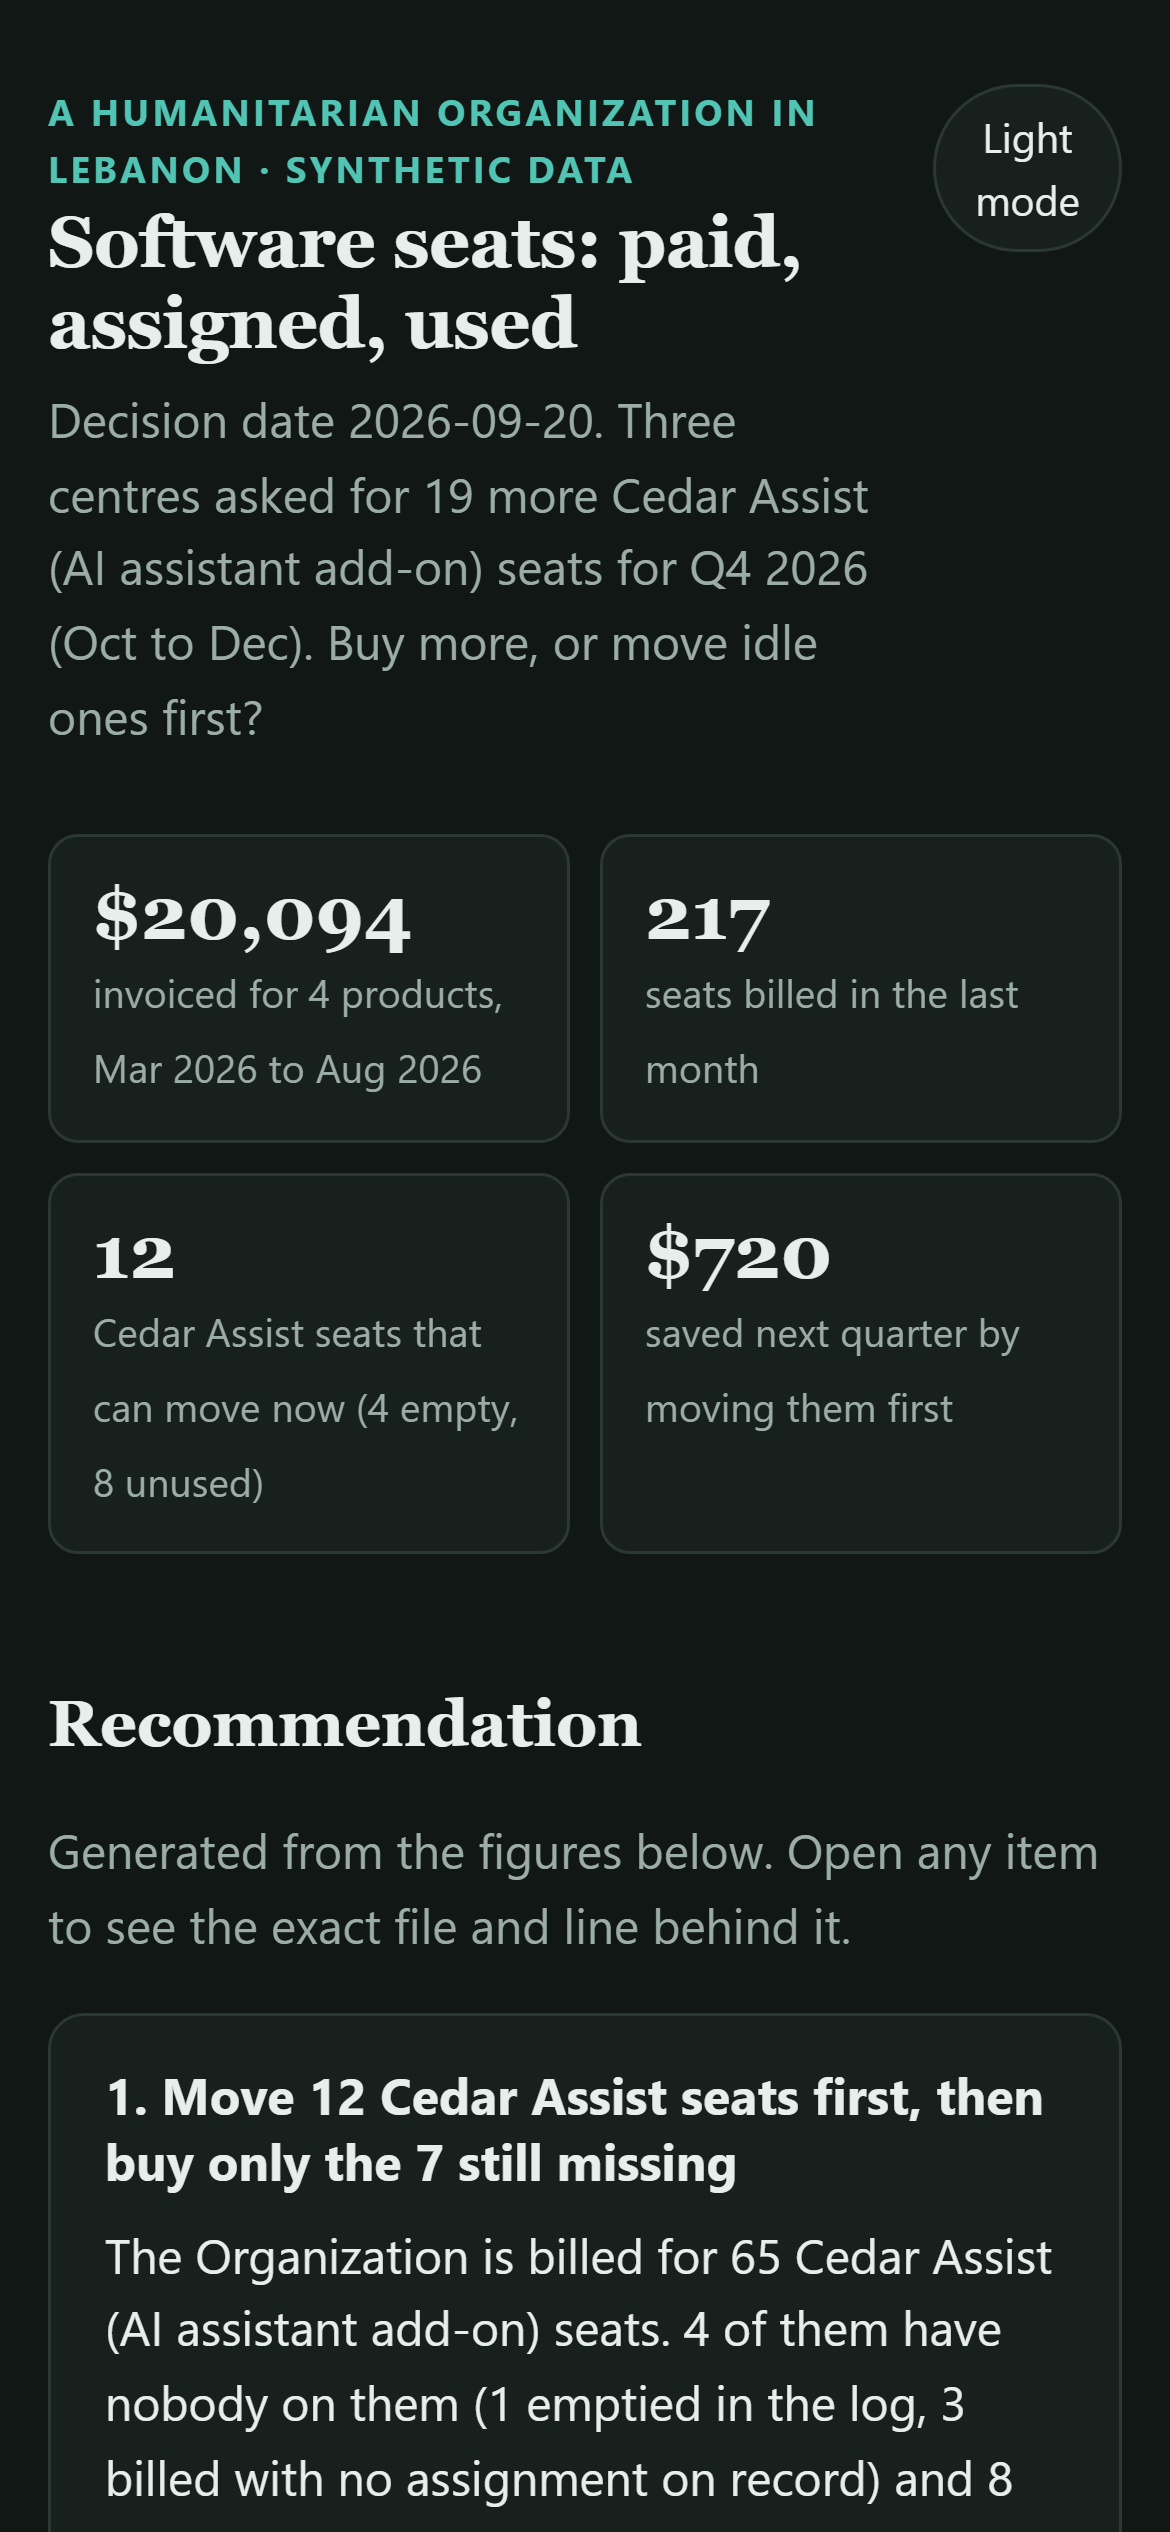 A HUMANITARIAN ORGANIZATION IN
LEBANON · SYNTHETIC DATA
Light
mode
Software seats: paid,
assigned, used
Decision date 2026-09-20. Three
centres asked for 19 more Cedar Assist
(AI assistant add-on) seats for Q4 2026
(Oct to Dec). Buy more, or move idle
ones first?
$20,094
invoiced for 4 products,
Mar 2026 to Aug 2026
217
seats billed in the last
month
12
Cedar Assist seats that
can move now (4 empty,
8 unused)
$720
saved next quarter by
moving them first
Recommendation
Generated from the figures below. Open any item
to see the exact file and line behind it.
1. Move 12 Cedar Assist seats first, then
buy only the 7 still missing
The Organization is billed for 65 Cedar Assist
(AI assistant add-on) seats. 4 of them have
nobody on them (1 emptied in the log, 3
billed with no assignment on record) and 8